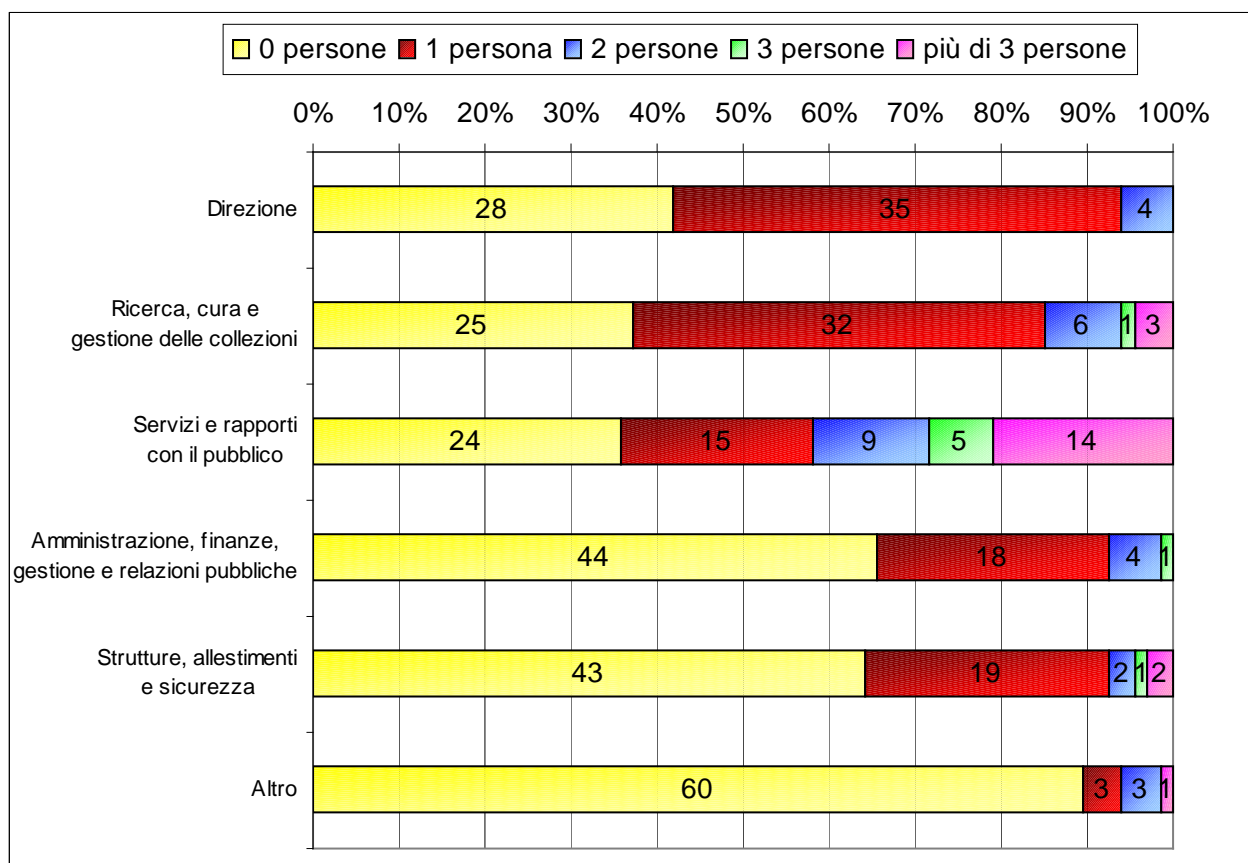 0 persone 1 persona 2 persone 3 persone più di 3 persone
0% 10% 20% 30% 40% 50% 60% 70% 80% 90% 100%
Direzione
28 35 4
Ricerca, cura e
gestione delle collezioni
25 32 6 1 3
Servizi e rapporti
con il pubblico
24 15 9 5 14
Amministrazione, finanze,
gestione e relazioni pubbliche
44 18 4 1
Strutture, allestimenti
e sicurezza
43 19 2 1 2
Altro
60 3 3 1